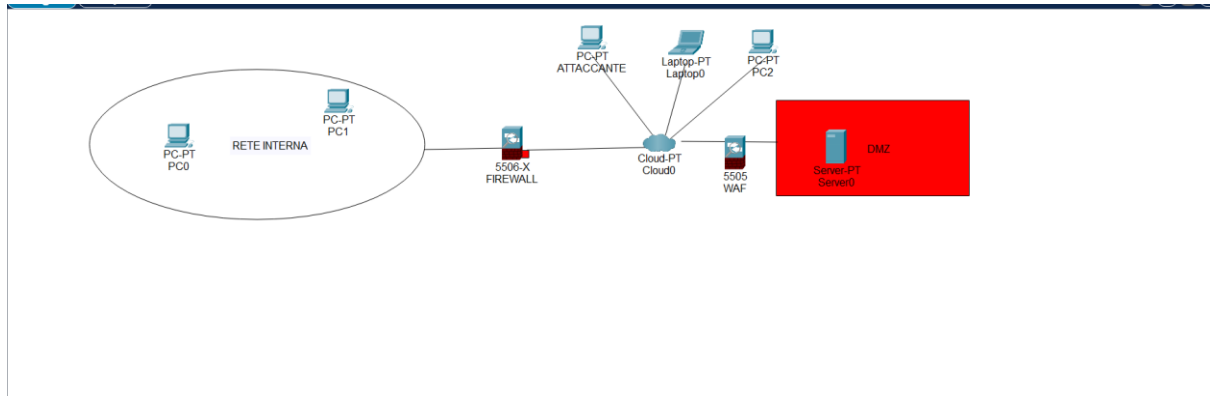 PC-PT
ATTACCANTE
Laptop-PT
Laptop0
PC-PT
PC2
PC-PT
PC1
PC-PT
PC0
RETE INTERNA
5506-X
FIREWALL
Cloud-PT
Cloud0
5505
WAF
Server-PT
Server0
DMZ